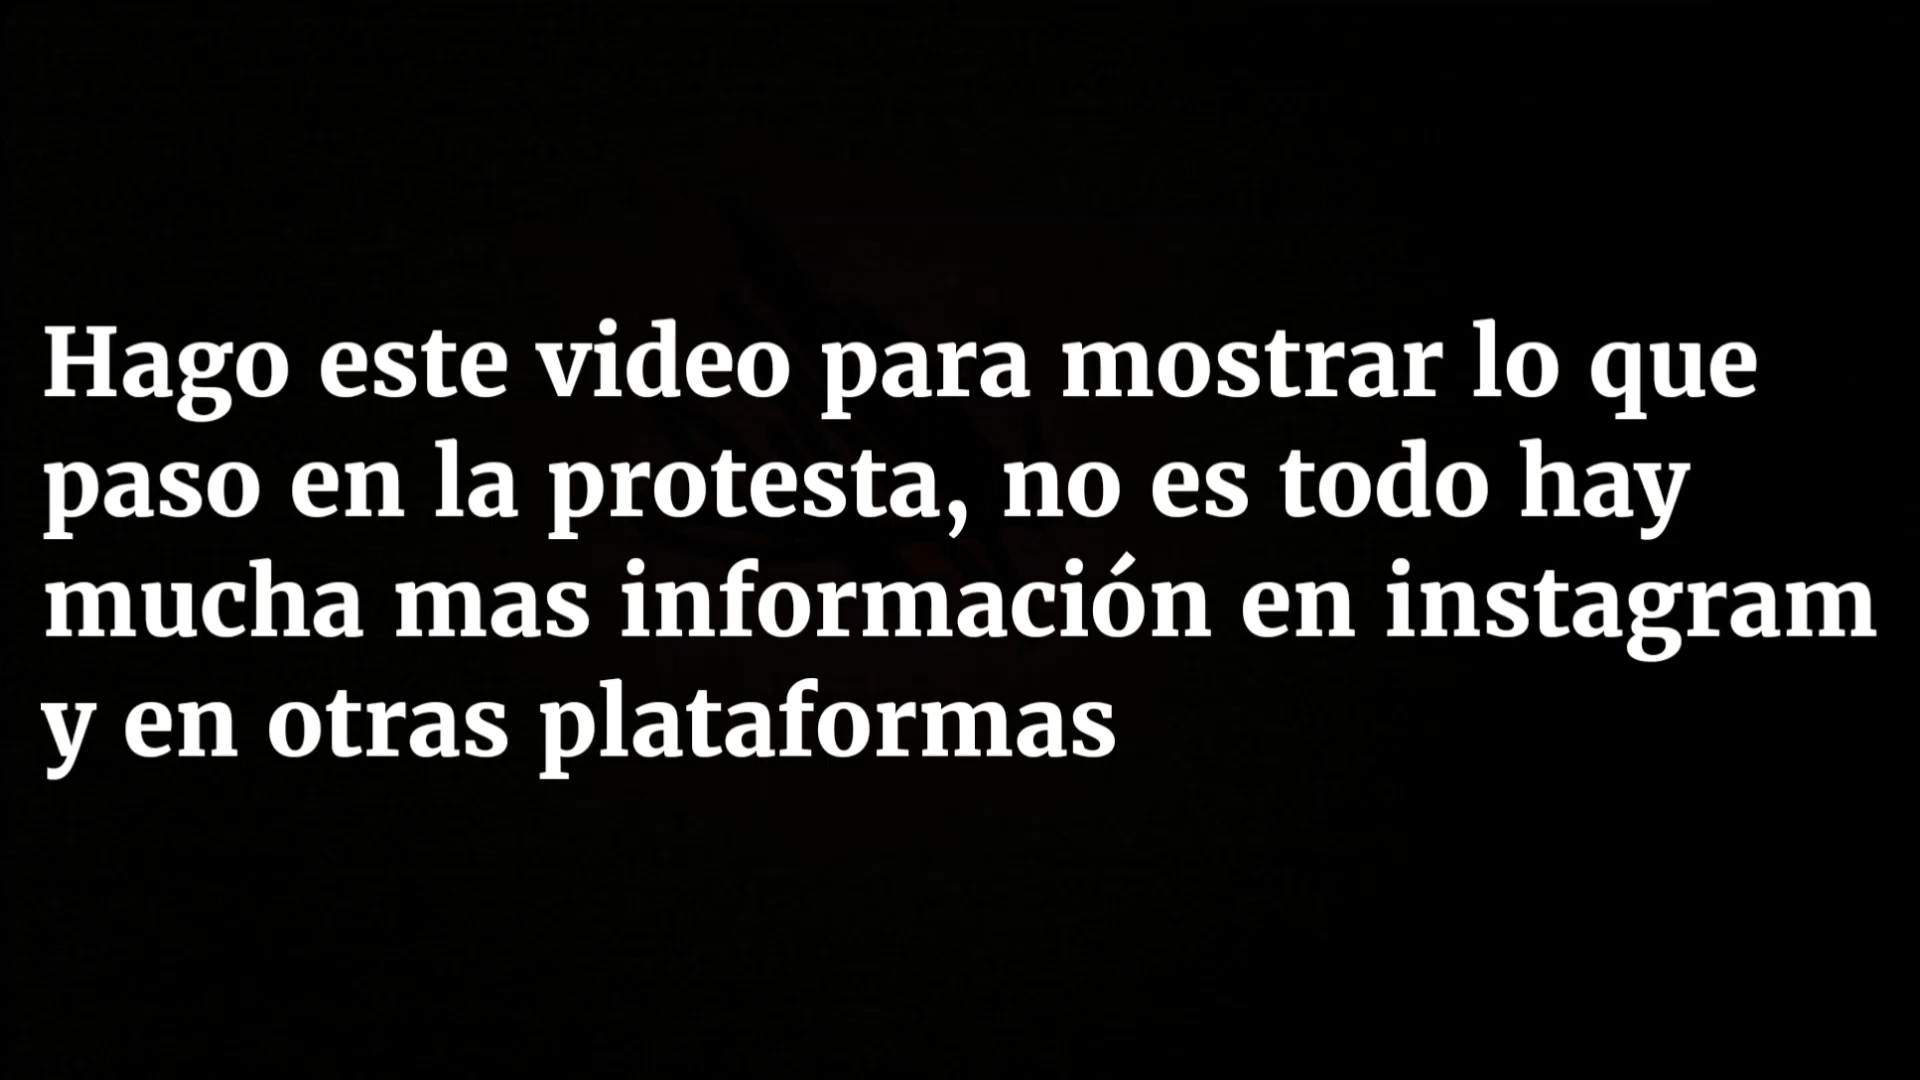 Hago este video para mostrar lo que
paso en la protesta, no es todo hay
mucha mas información en instagram
y en otras plataformas